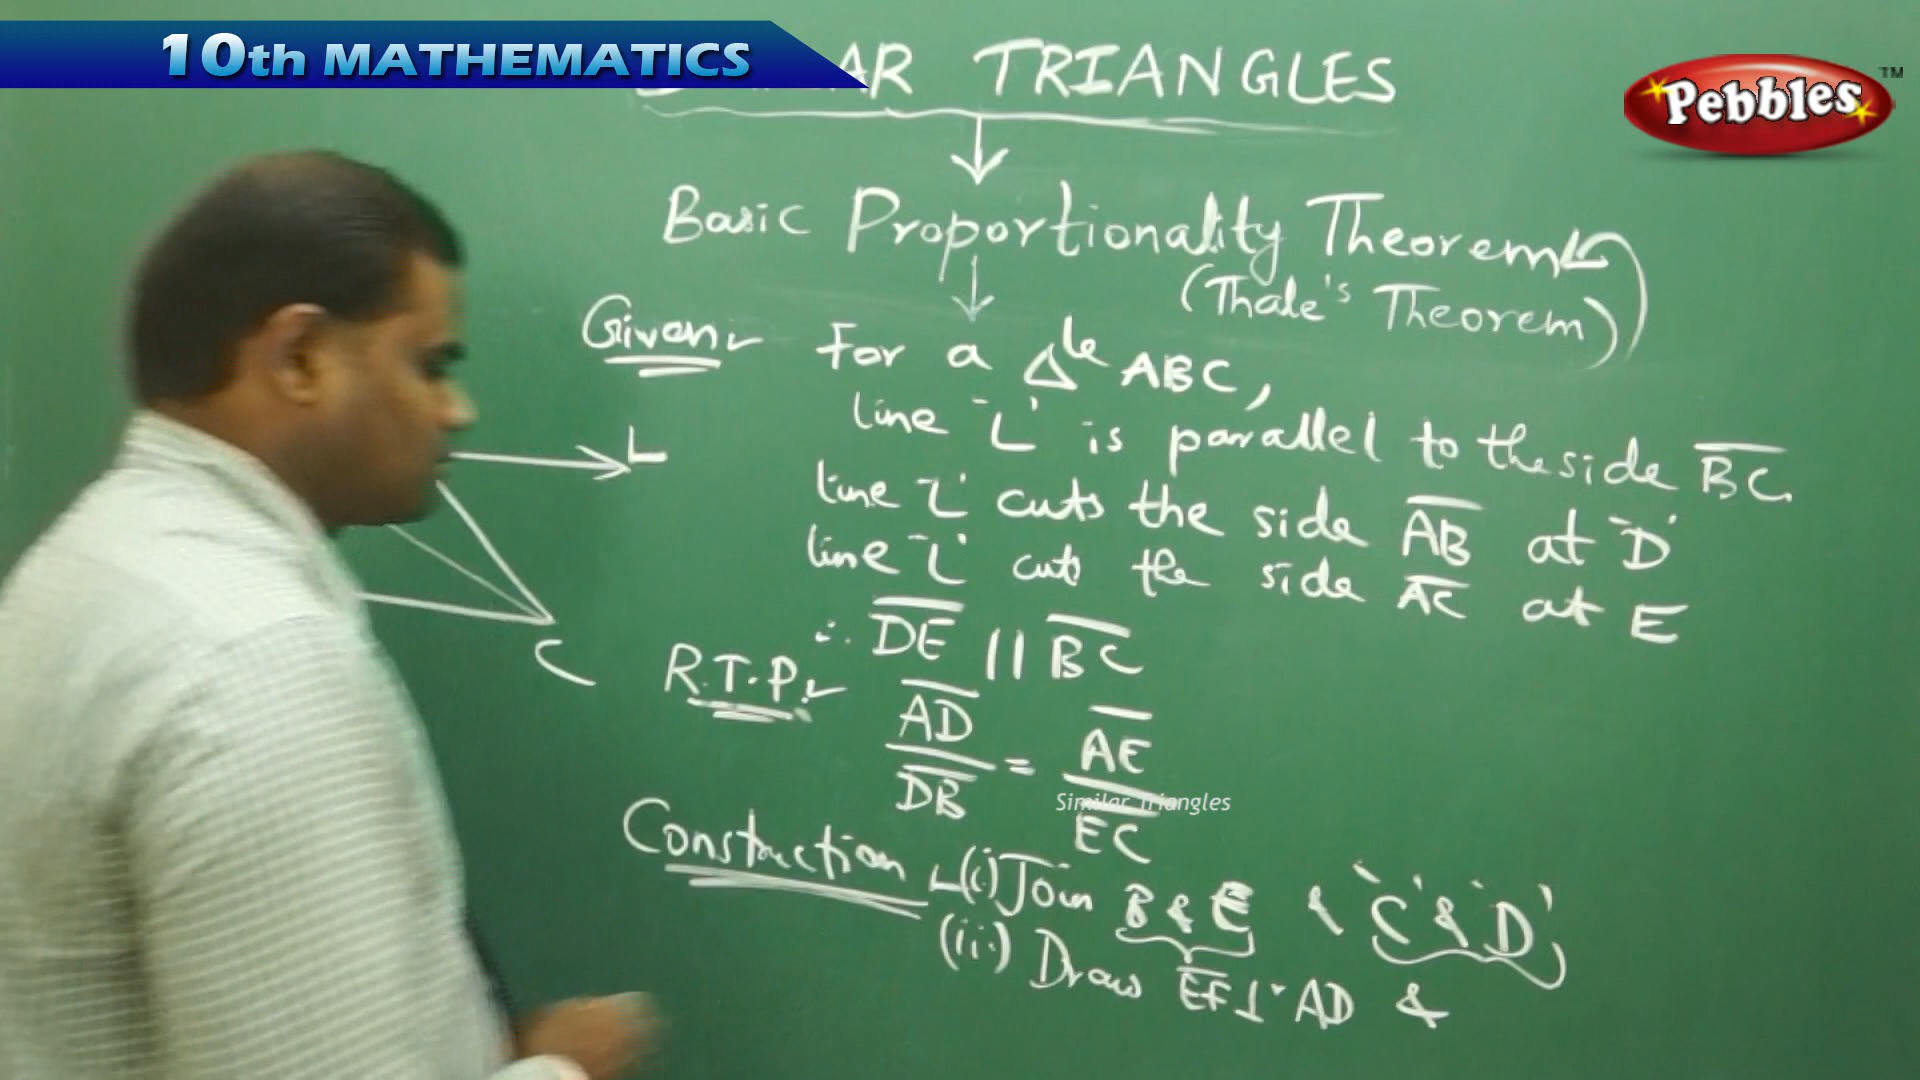 10th MATHEMATICS
AR TRIANGLES
Pebbles™
Basic Proportionality Theorem
(Thale's Theorem)
Given For a Δle ABC,
line 'L' is parallel to the side BC.
line 'L' cuts the side AB at 'D'
line 'L' cuts the side AC at E
∴ DE || BC
R.T.P. AD/DB = AE/EC
Similar Triangles
Construction (i) Join B & E & 'C' & 'D'
(ii) Draw EF ⊥r AD &
L
C